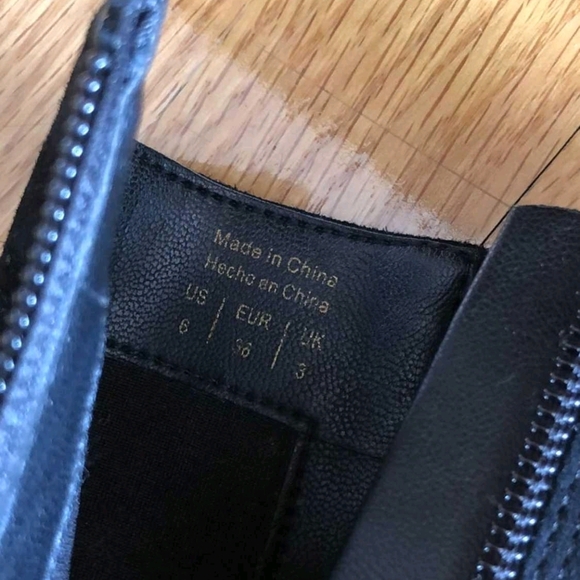 Made in China
Hecho en China
US | EUR | UK
6 | 36 | 3